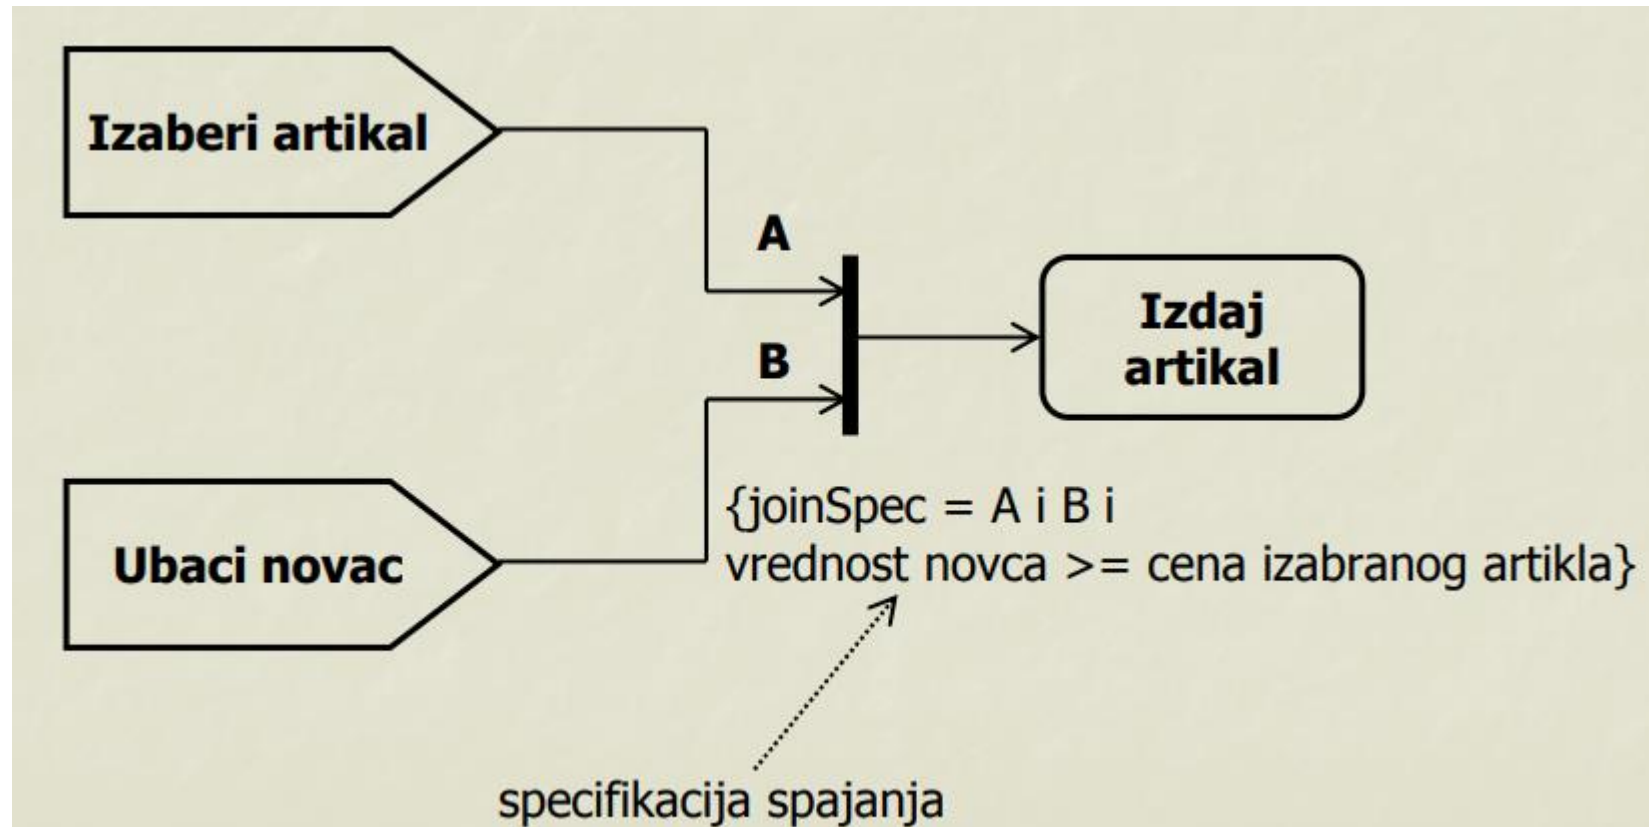 Izaberi artikal
A
Izdaj
artikal
B
Ubaci novac
{joinSpec = A i B i
vrednost novca >= cena izabranog artikla}
specifikacija spajanja